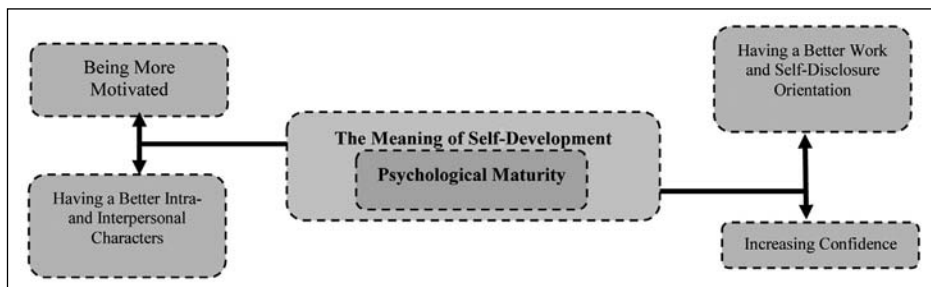 Being More
Motivated
Having a Better Intra-
and Interpersonal
Characters
The Meaning of Self-Development
Psychological Maturity
Having a Better Work
and Self-Disclosure
Orientation
Increasing Confidence